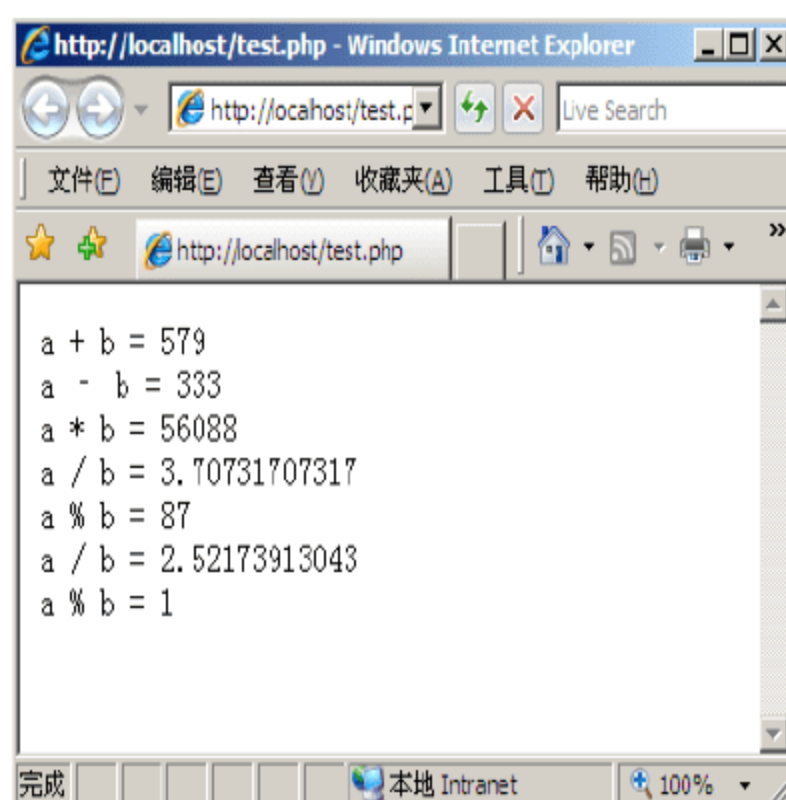 http://localhost/test.php - Windows Internet Explorer
http://ocahost/test.p
Live Search
文件(F) 编辑(E) 查看(V) 收藏夹(A) 工具(T) 帮助(H)
http://localhost/test.php
a + b = 579
a - b = 333
a * b = 56088
a / b = 3.70731707317
a % b = 87
a / b = 2.52173913043
a % b = 1
完成 本地 Intranet 100%